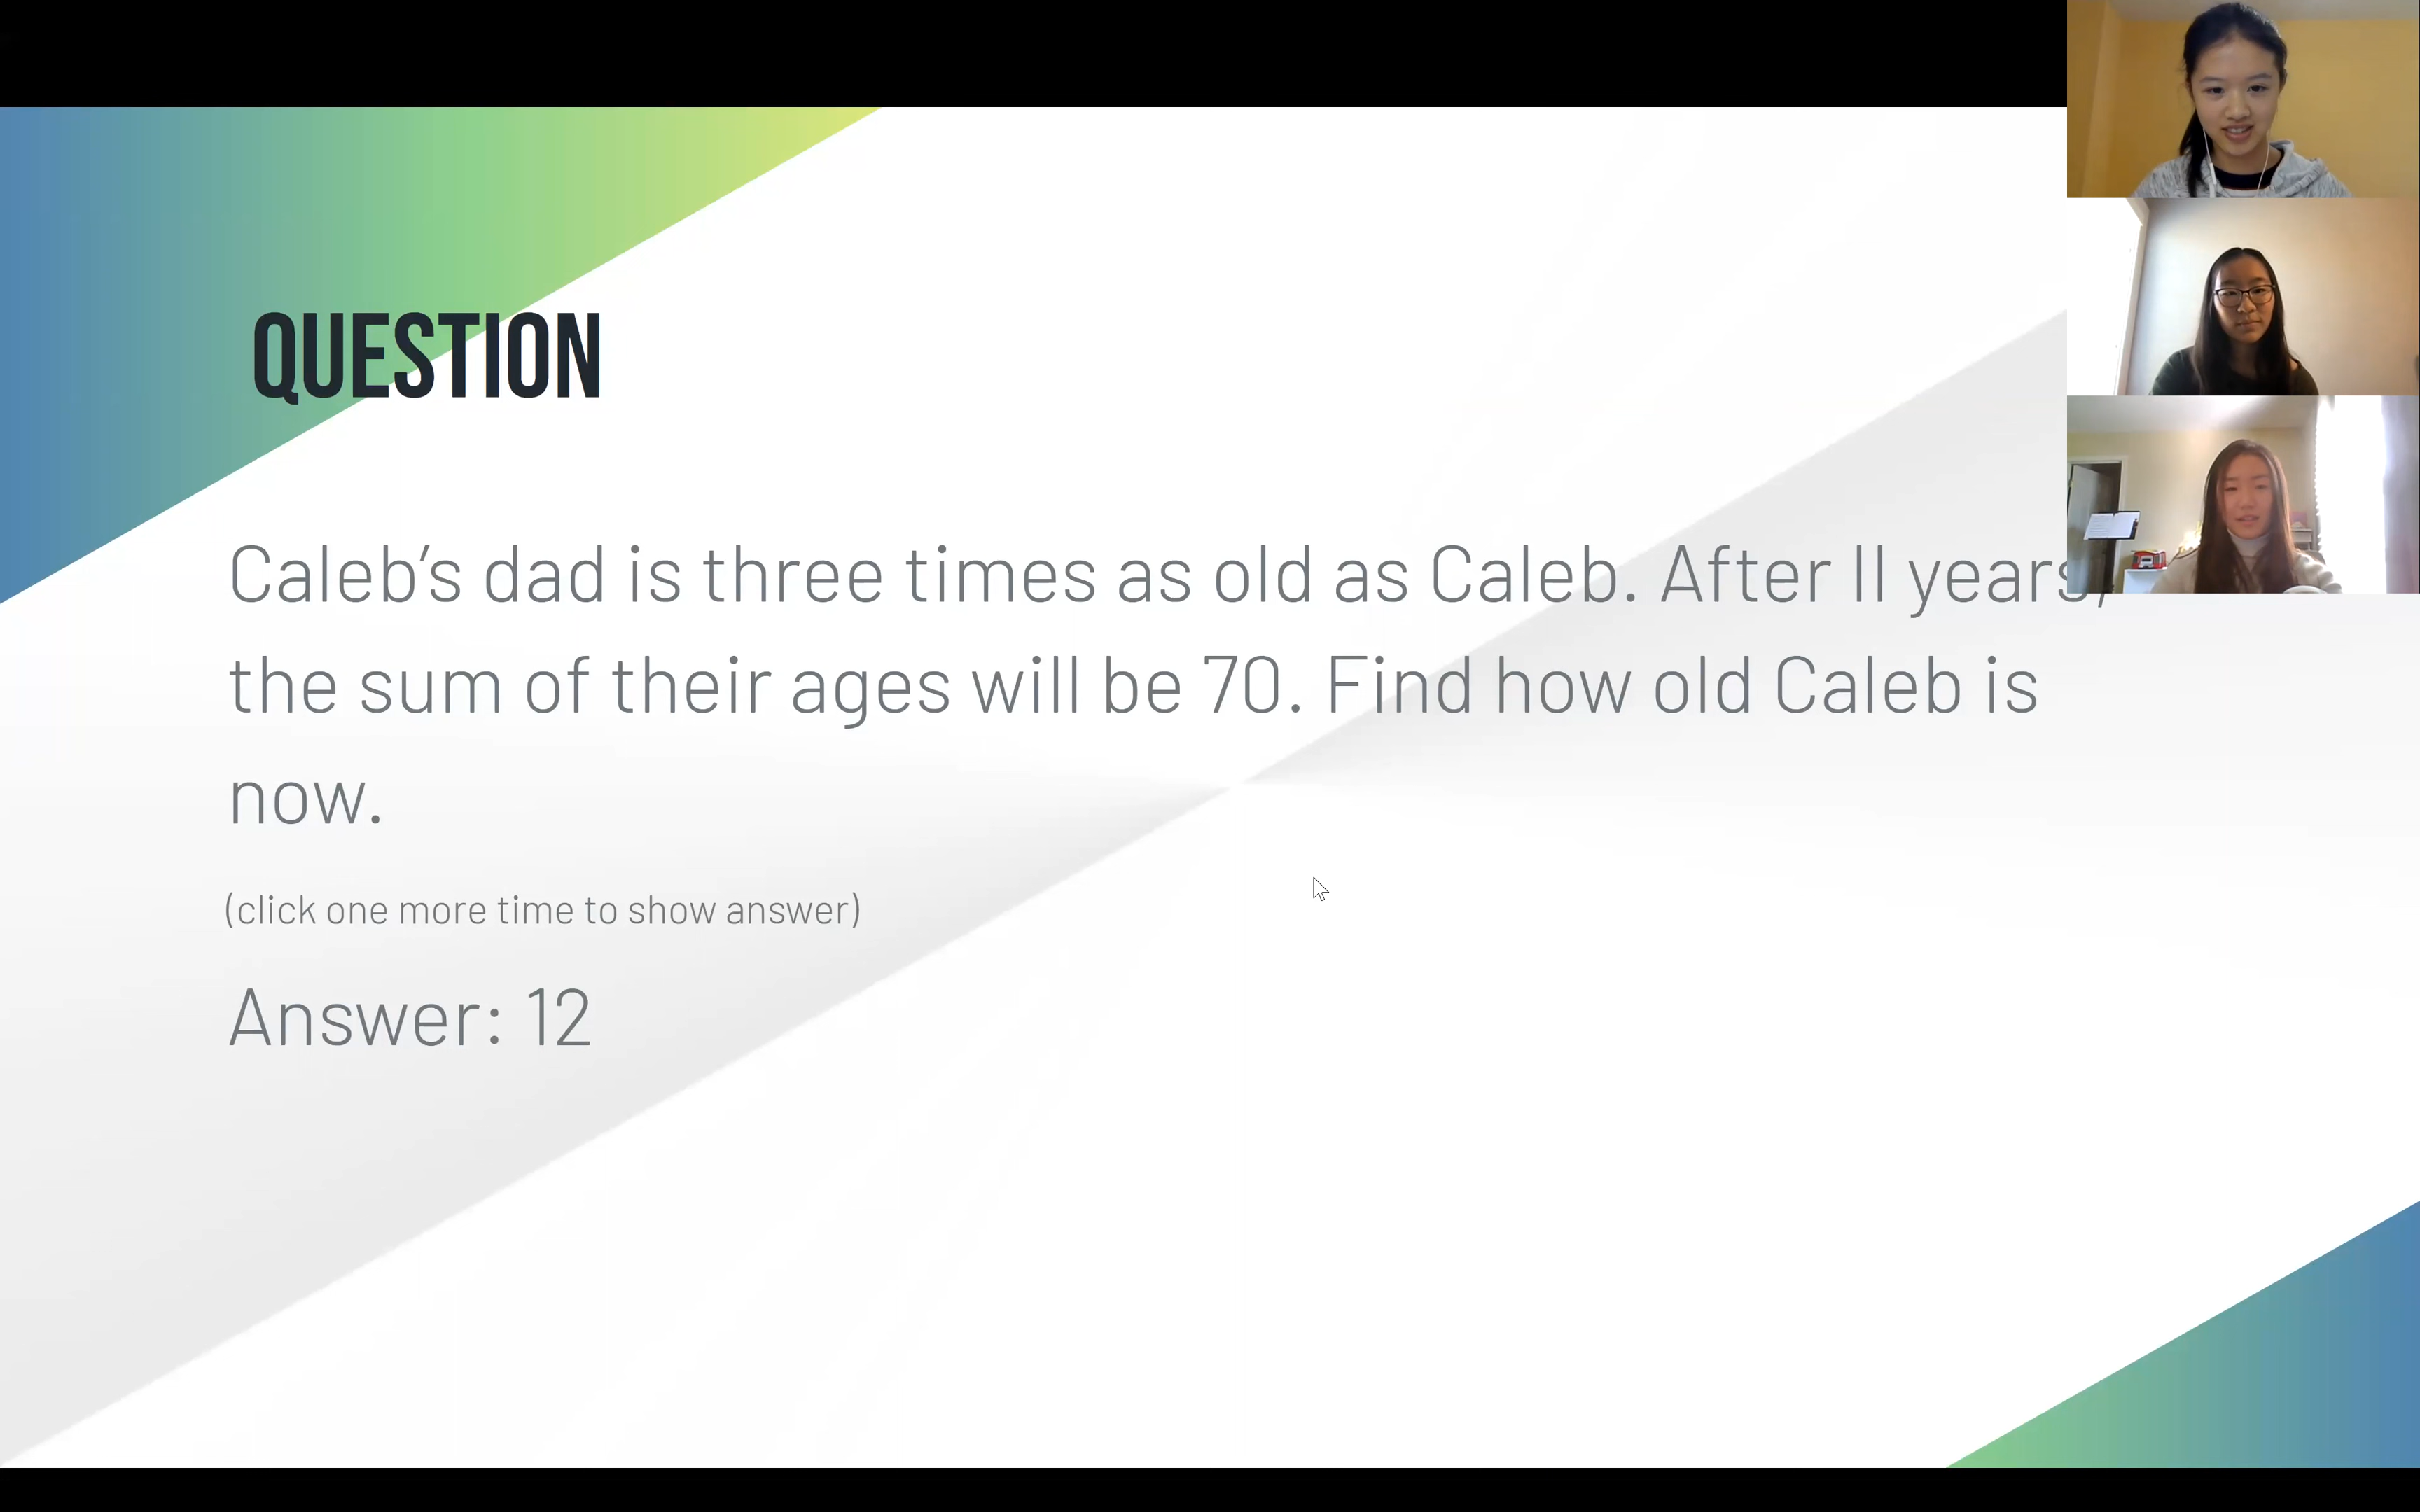 QUESTION
Caleb’s dad is three times as old as Caleb. After 11 years,
the sum of their ages will be 70. Find how old Caleb is
now.
(click one more time to show answer)
Answer: 12